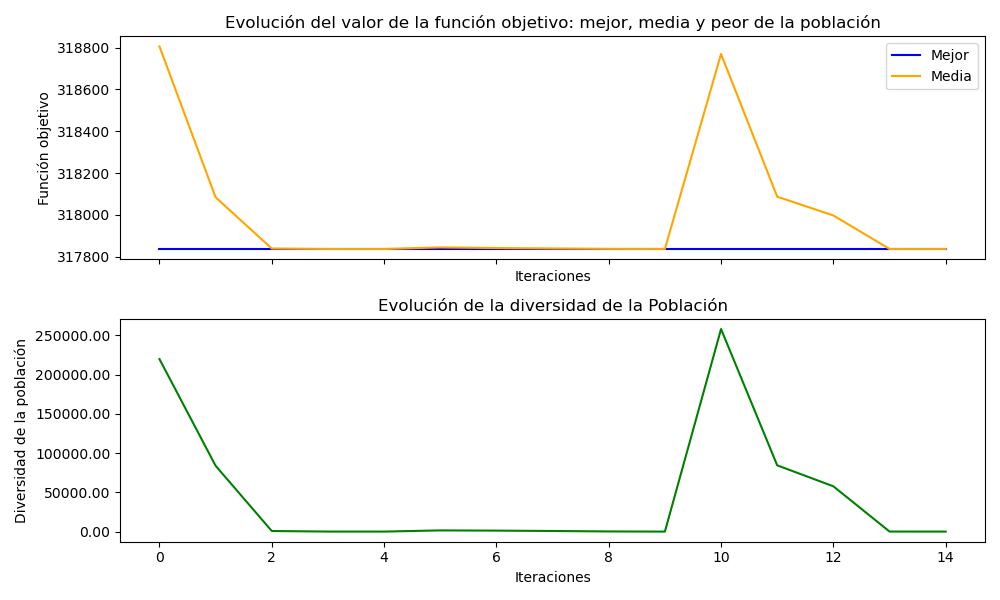 Evolución del valor de la función objetivo: mejor, media y peor de la población
318800
318600
318400
318200
318000
317800
Función objetivo
Mejor
Media
Iteraciones
Evolución de la diversidad de la Población
250000.00
200000.00
150000.00
100000.00
50000.00
0.00
Diversidad de la población
0 2 4 6 8 10 12 14
Iteraciones